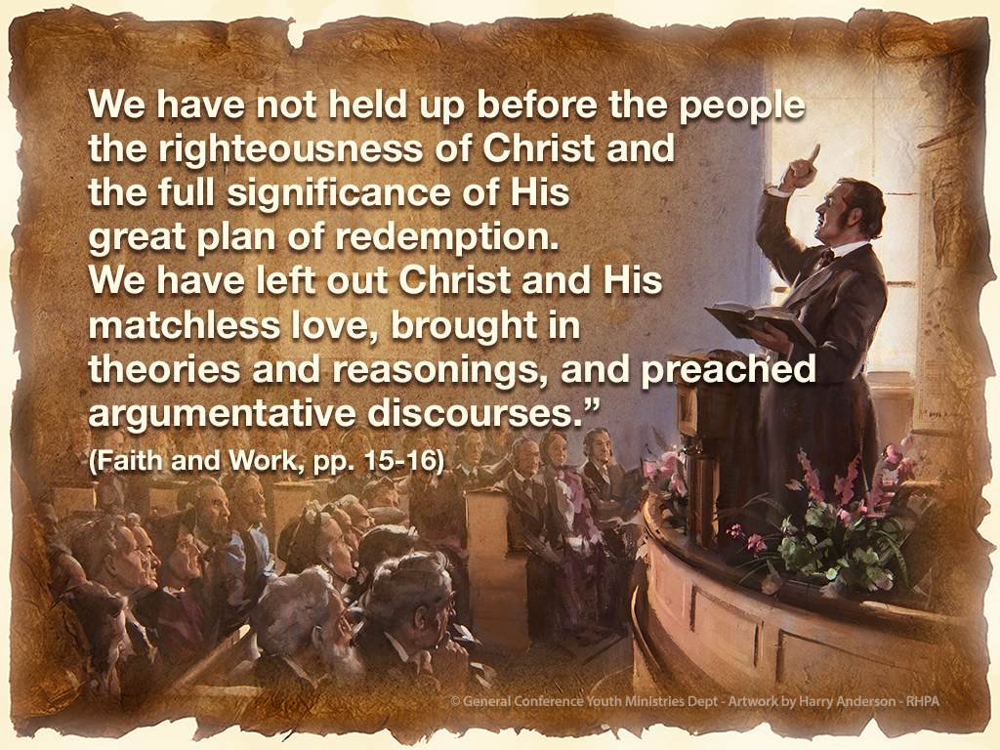 We have not held up before the people
the righteousness of Christ and
the full significance of His
great plan of redemption.
We have left out Christ and His
matchless love, brought in
theories and reasonings, and preached
argumentative discourses.”
(Faith and Work, pp. 15-16)
© General Conference Youth Ministries Dept - Artwork by Harry Anderson - RHPA